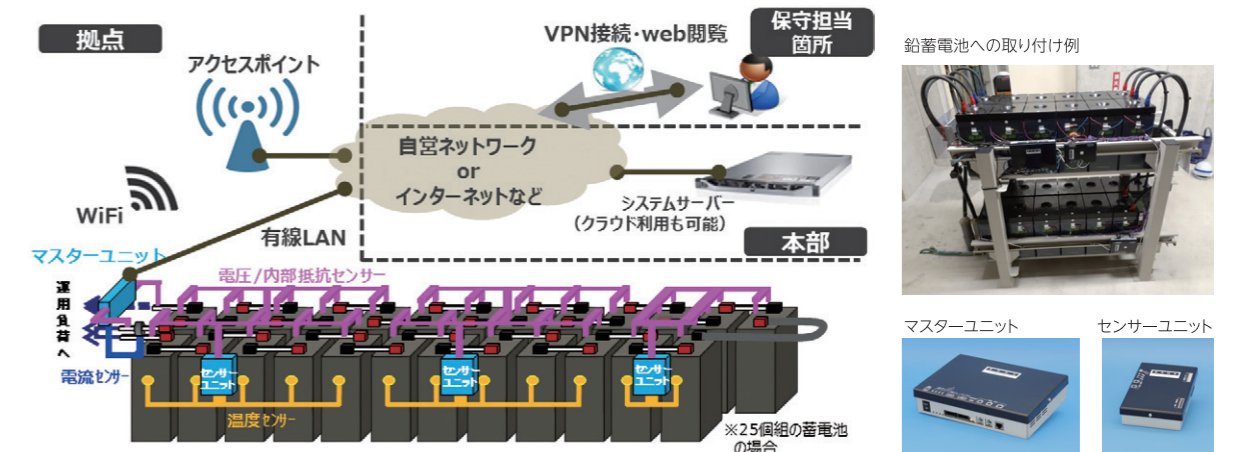 拠点
アクセスポイント
WiFi
有線LAN
VPN接続・web閲覧
保守担当
箇所
自営ネットワーク
or
インターネットなど
システムサーバー
（クラウド利用も可能）
本部
マスターユニット
電圧/内部抵抗センサー
運用負荷へ
電流センサー
センサー
ユニット
センサー
ユニット
センサー
ユニット
温度センサー
※25個組の蓄電池
の場合
鉛蓄電池への取り付け例
マスターユニット
センサーユニット